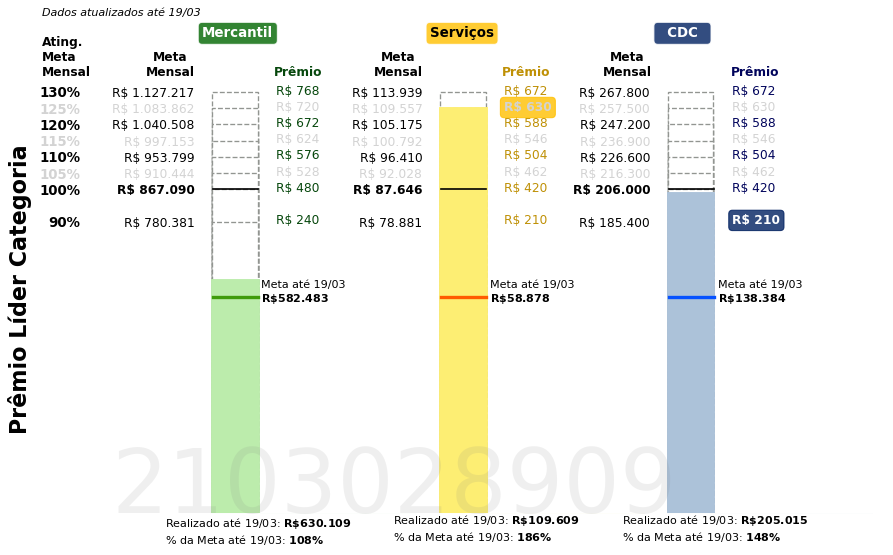 Dados atualizados até 19/03
Mercantil Serviços CDC
Ating. Meta Mensal Meta Mensal Prêmio Meta Mensal Prêmio Meta Mensal Prêmio
130% R$ 1.127.217 R$ 768 R$ 113.939 R$ 672 R$ 267.800 R$ 672
125% R$ 1.083.862 R$ 720 R$ 109.557 R$ 630 R$ 257.500 R$ 630
120% R$ 1.040.508 R$ 672 R$ 105.175 R$ 588 R$ 247.200 R$ 588
115% R$ 997.153 R$ 624 R$ 100.792 R$ 546 R$ 236.900 R$ 546
110% R$ 953.799 R$ 576 R$ 96.410 R$ 504 R$ 226.600 R$ 504
105% R$ 910.444 R$ 528 R$ 92.028 R$ 462 R$ 216.300 R$ 462
100% R$ 867.090 R$ 480 R$ 87.646 R$ 420 R$ 206.000 R$ 420
90% R$ 780.381 R$ 240 R$ 78.881 R$ 210 R$ 185.400 R$ 210
Prêmio Líder Categoria
Meta até 19/03 Meta até 19/03 Meta até 19/03
R$582.483 R$58.878 R$138.384
2103028909
Realizado até 19/03: R$630.109 Realizado até 19/03: R$109.609 Realizado até 19/03: R$205.015
% da Meta até 19/03: 108% % da Meta até 19/03: 186% % da Meta até 19/03: 148%